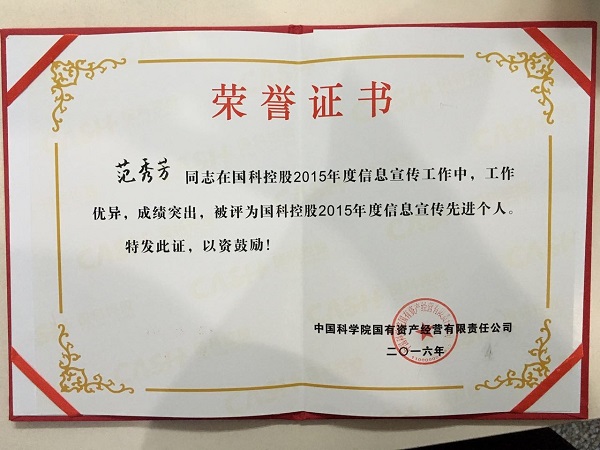 荣誉证书
范秀芳 同志在国科控股2015年度信息宣传工作中，工作
优异，成绩突出，被评为国科控股2015年度信息宣传先进个人。
特发此证，以资鼓励！
中国科学院国有资产经营有限责任公司
二〇一六年